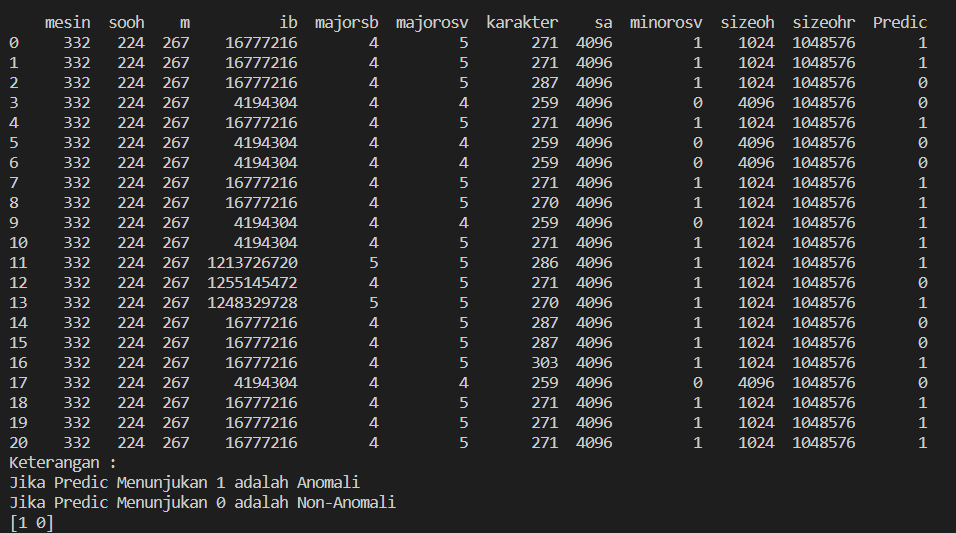 mesin sooh m ib majorsb majorosv karakter sa minorosv sizeoh sizeohr Predic
0 332 224 267 16777216 4 5 271 4096 1 1024 1048576 1
1 332 224 267 16777216 4 5 271 4096 1 1024 1048576 1
2 332 224 267 16777216 4 5 287 4096 1 1024 1048576 0
3 332 224 267 4194304 4 4 259 4096 0 4096 1048576 0
4 332 224 267 16777216 4 5 271 4096 1 1024 1048576 1
5 332 224 267 4194304 4 4 259 4096 0 4096 1048576 0
6 332 224 267 4194304 4 4 259 4096 0 4096 1048576 0
7 332 224 267 16777216 4 5 271 4096 1 1024 1048576 1
8 332 224 267 16777216 4 5 270 4096 1 1024 1048576 1
9 332 224 267 4194304 4 4 259 4096 0 1024 1048576 1
10 332 224 267 4194304 4 5 271 4096 1 1024 1048576 1
11 332 224 267 1213726720 5 5 286 4096 1 1024 1048576 1
12 332 224 267 1255145472 4 5 271 4096 1 1024 1048576 0
13 332 224 267 1248329728 5 5 270 4096 1 1024 1048576 1
14 332 224 267 16777216 4 5 287 4096 1 1024 1048576 0
15 332 224 267 16777216 4 5 287 4096 1 1024 1048576 0
16 332 224 267 16777216 4 5 303 4096 1 1024 1048576 1
17 332 224 267 4194304 4 4 259 4096 0 4096 1048576 0
18 332 224 267 16777216 4 5 271 4096 1 1024 1048576 1
19 332 224 267 16777216 4 5 271 4096 1 1024 1048576 1
20 332 224 267 16777216 4 5 271 4096 1 1024 1048576 1
Keterangan :
Jika Predic Menunjukan 1 adalah Anomali
Jika Predic Menunjukan 0 adalah Non-Anomali
[1 0]